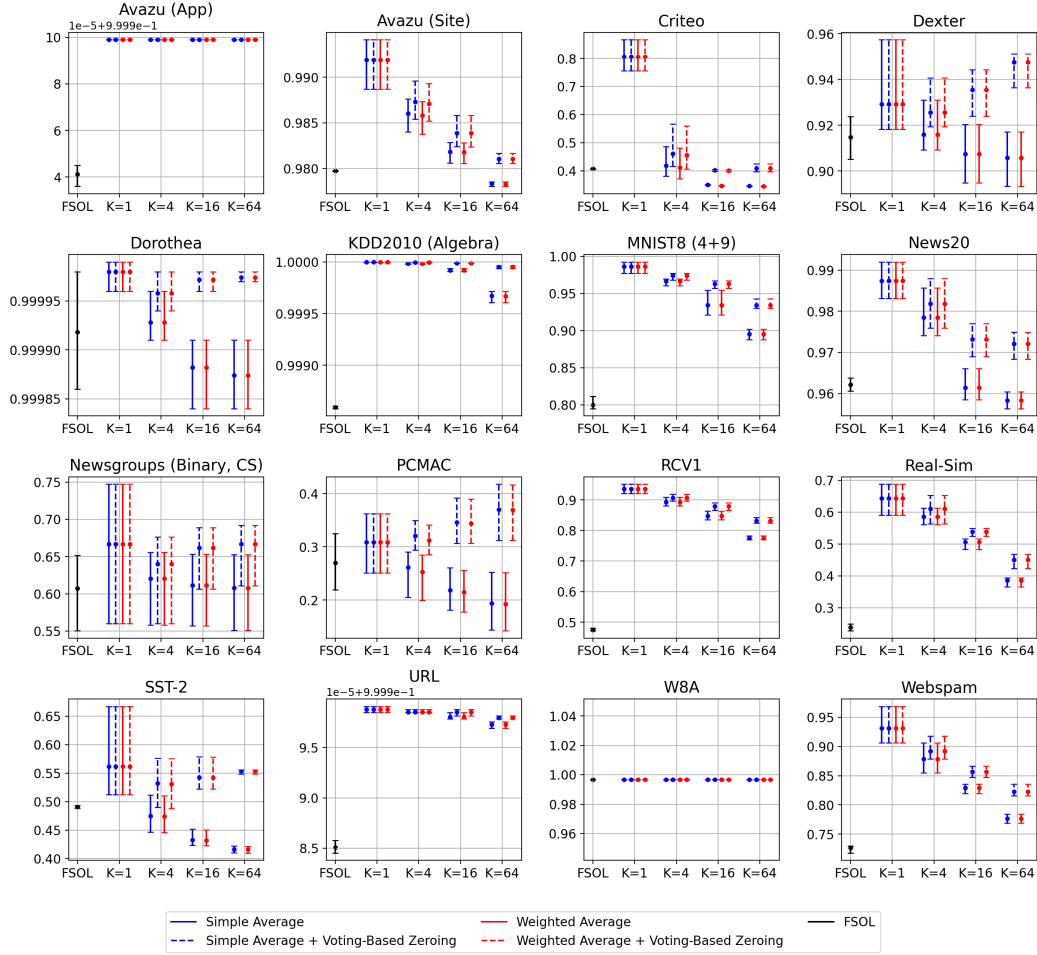 Avazu (App)
1e−5+9.999e−1
10
8
6
4
FSOL K=1 K=4 K=16 K=64
Avazu (Site)
0.990
0.985
0.980
FSOL K=1 K=4 K=16 K=64
Criteo
0.8
0.7
0.6
0.5
0.4
FSOL K=1 K=4 K=16 K=64
Dexter
0.96
0.94
0.92
0.90
FSOL K=1 K=4 K=16 K=64
Dorothea
0.99995
0.99990
0.99985
FSOL K=1 K=4 K=16 K=64
KDD2010 (Algebra)
1.0000
0.9995
0.9990
FSOL K=1 K=4 K=16 K=64
MNIST8 (4+9)
1.00
0.95
0.90
0.85
0.80
FSOL K=1 K=4 K=16 K=64
News20
0.99
0.98
0.97
0.96
FSOL K=1 K=4 K=16 K=64
Newsgroups (Binary, CS)
0.75
0.70
0.65
0.60
0.55
FSOL K=1 K=4 K=16 K=64
PCMAC
0.4
0.3
0.2
FSOL K=1 K=4 K=16 K=64
RCV1
0.9
0.8
0.7
0.6
0.5
FSOL K=1 K=4 K=16 K=64
Real-Sim
0.7
0.6
0.5
0.4
0.3
FSOL K=1 K=4 K=16 K=64
SST-2
0.65
0.60
0.55
0.50
0.45
0.40
FSOL K=1 K=4 K=16 K=64
URL
1e−5+9.999e−1
9.5
9.0
8.5
FSOL K=1 K=4 K=16 K=64
W8A
1.04
1.02
1.00
0.98
0.96
FSOL K=1 K=4 K=16 K=64
Webspam
0.95
0.90
0.85
0.80
0.75
FSOL K=1 K=4 K=16 K=64
Simple Average
Simple Average + Voting-Based Zeroing
Weighted Average
Weighted Average + Voting-Based Zeroing
FSOL